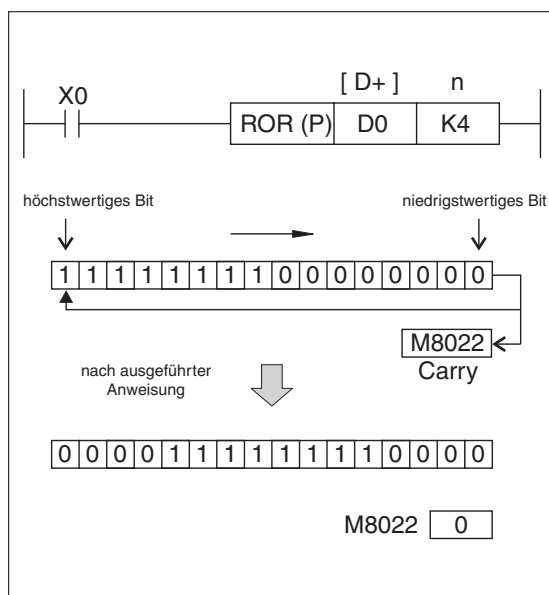 [ D+ ] n
X0
ROR (P) D0 K4
höchstwertiges Bit niedrigstwertiges Bit
1 1 1 1 1 1 1 1 0 0 0 0 0 0 0 0
M8022
Carry
nach ausgeführter
Anweisung
0 0 0 0 1 1 1 1 1 1 1 1 0 0 0 0
M8022 0